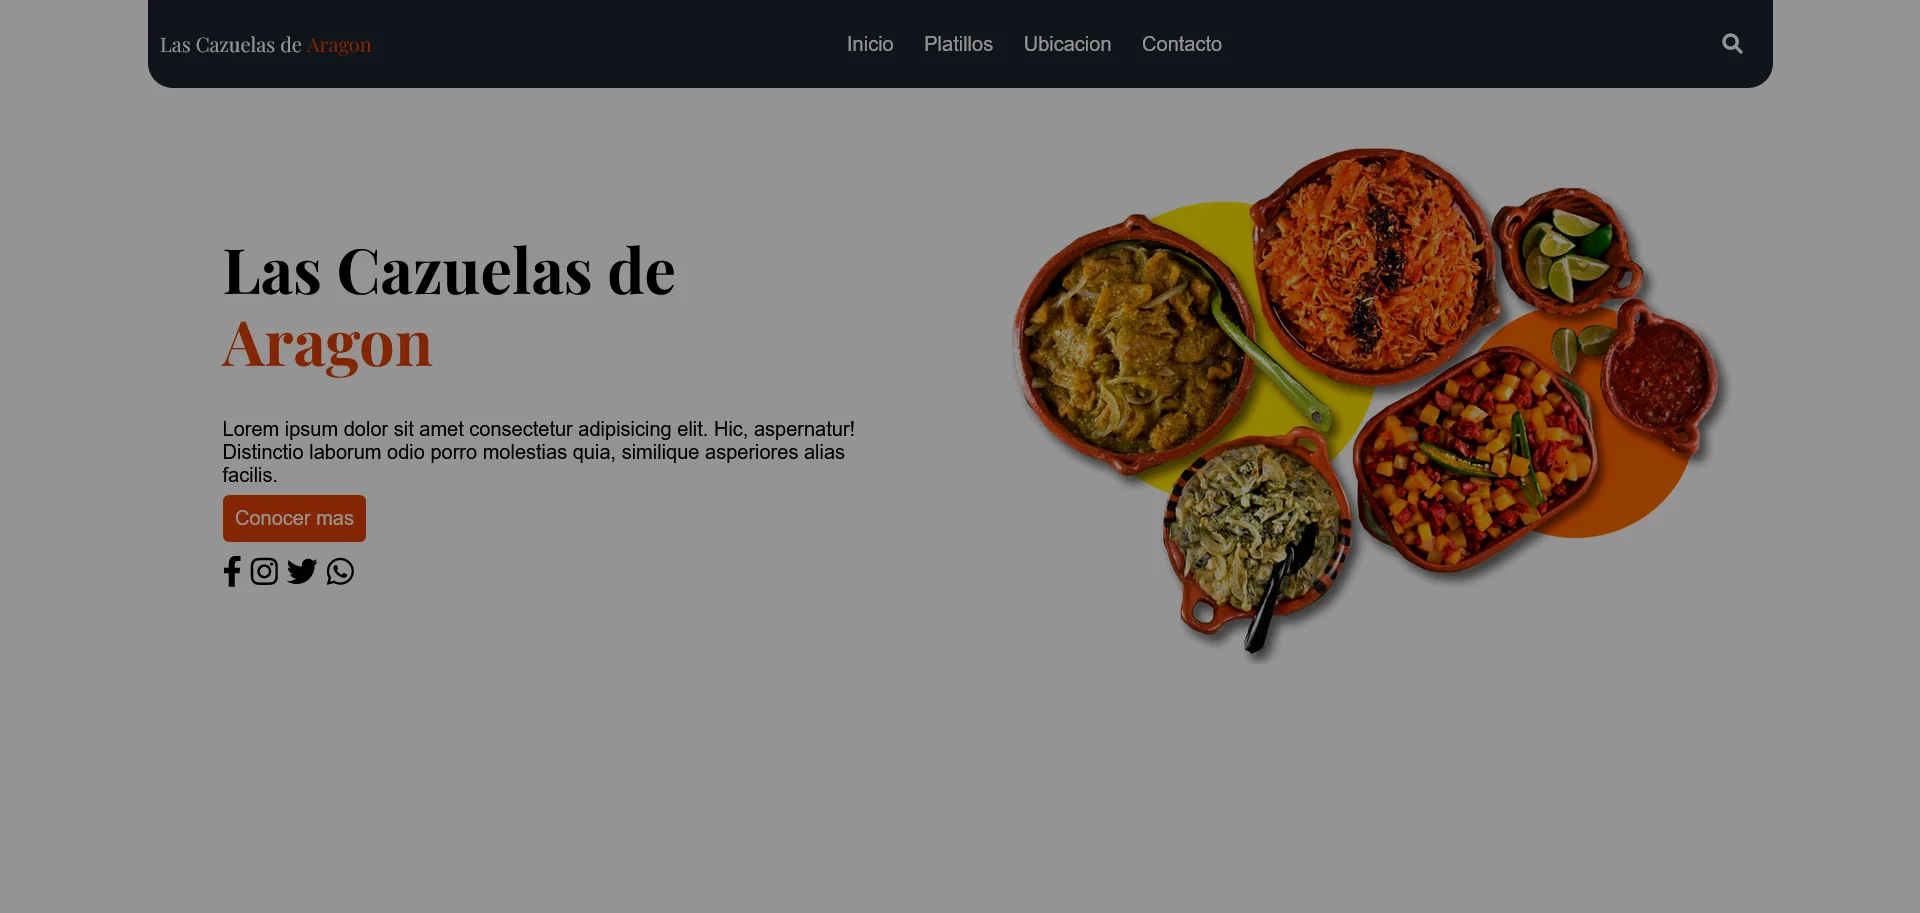 Las Cazuelas de Aragon
Inicio Platillos Ubicacion Contacto
Las Cazuelas de
Aragon
Lorem ipsum dolor sit amet consectetur adipisicing elit. Hic, aspernatur!
Distinctio laborum odio porro molestias quia, similique asperiores alias
facilis.
Conocer mas